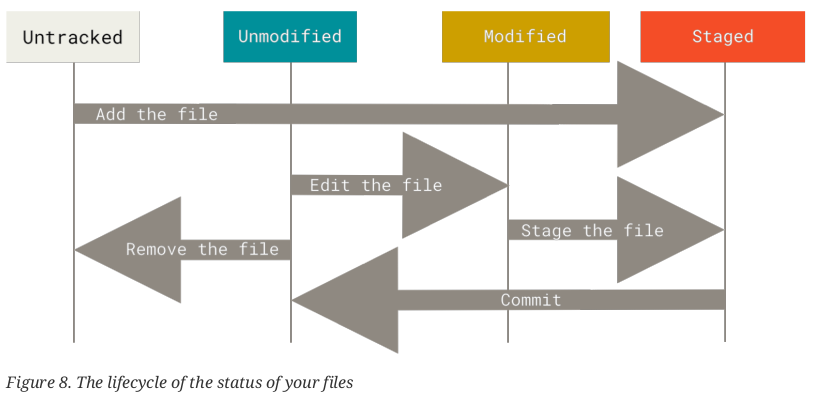 Untracked
Unmodified
Modified
Staged
Add the file
Edit the file
Stage the file
Remove the file
Commit
Figure 8. The lifecycle of the status of your files